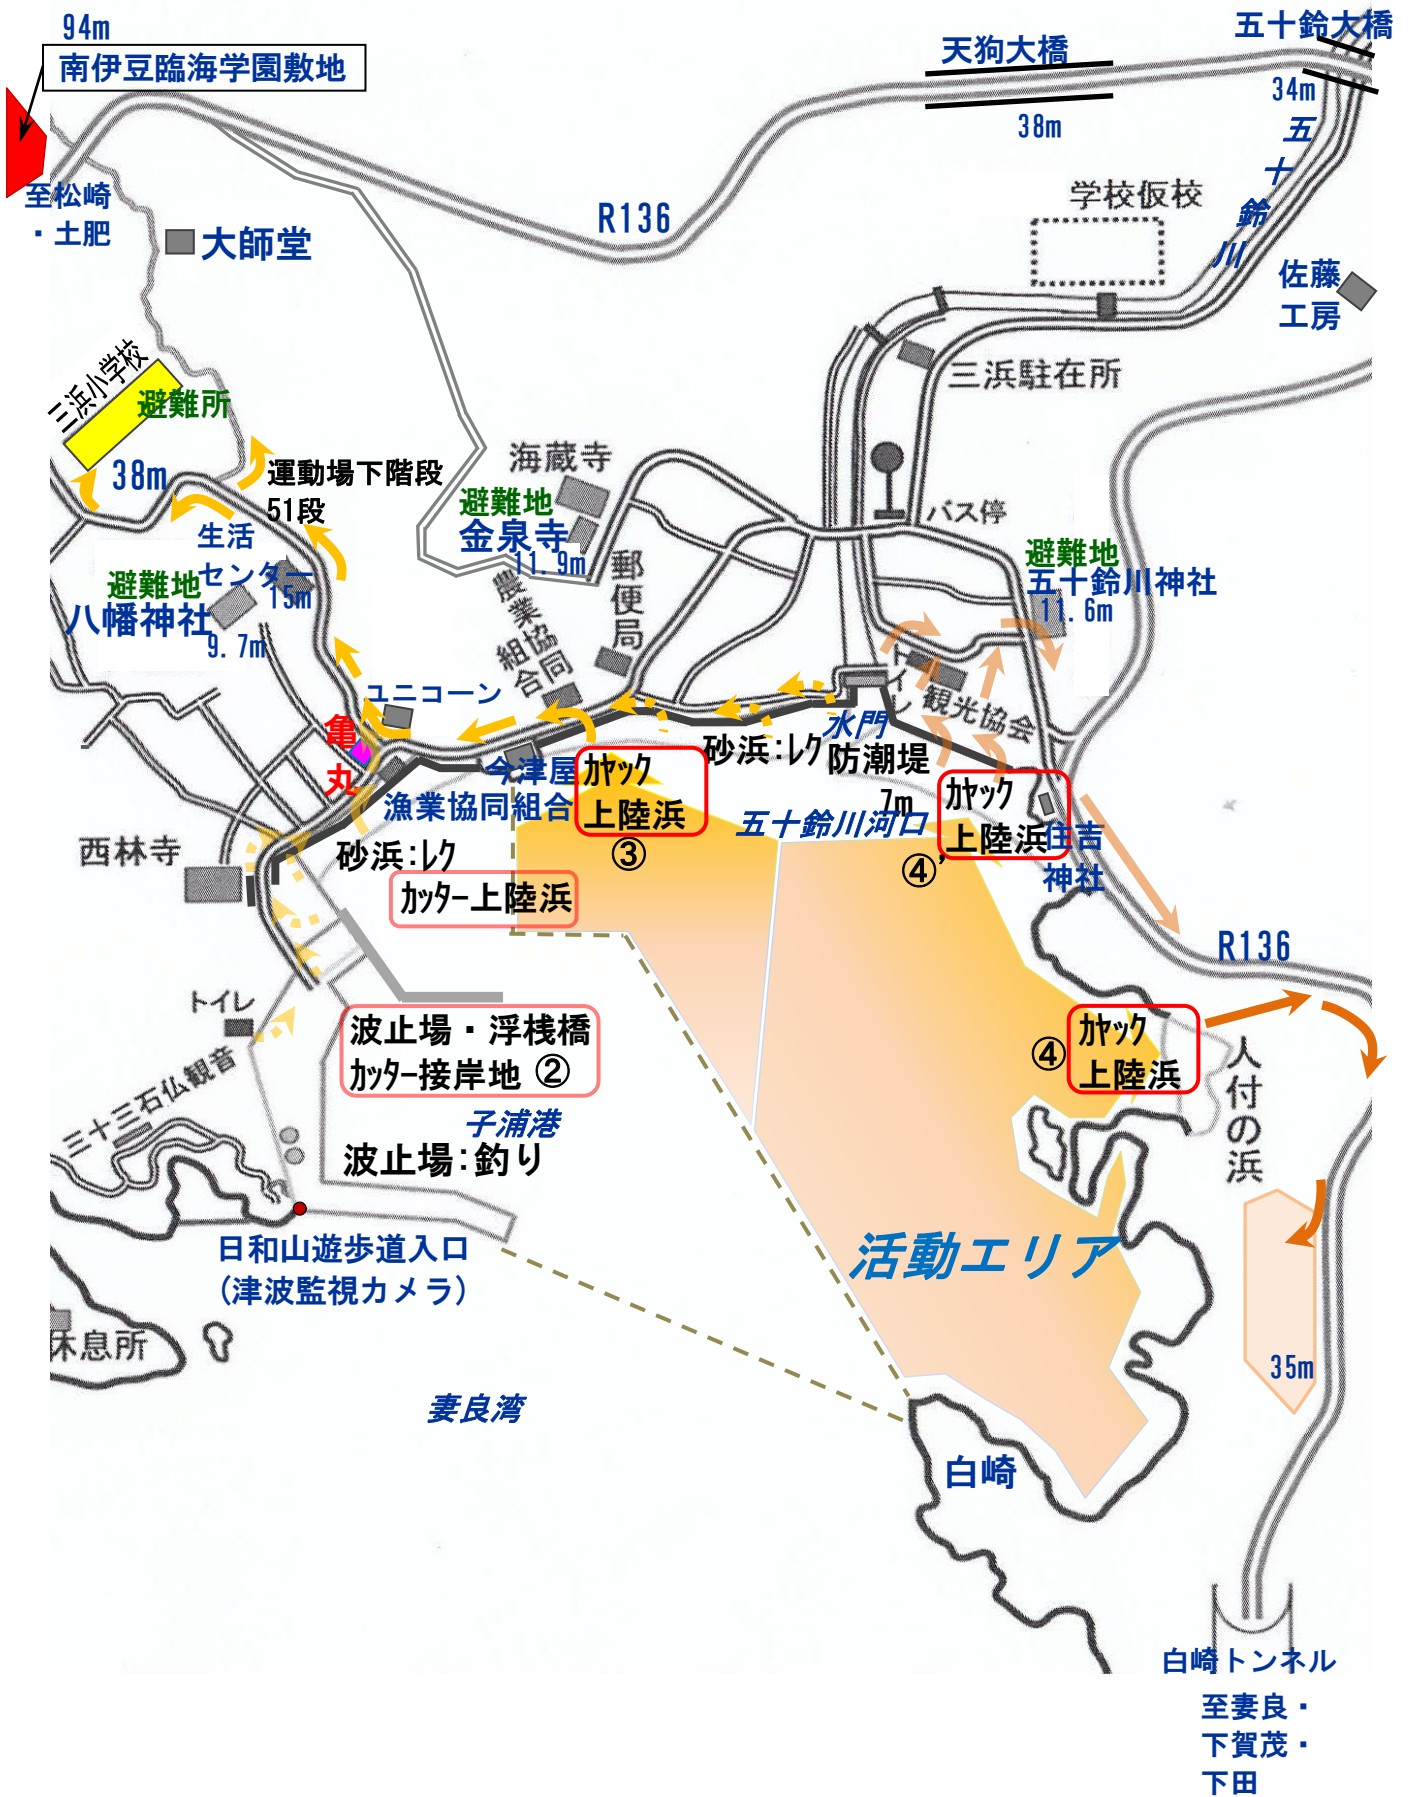 94m
南伊豆臨海学園敷地
至松崎
・土肥
大師堂
R136
天狗大橋
38m
五十鈴大橋
34m
五十鈴川
学校仮校
佐藤
工房
三浜駐在所
三浜小学校
避難所
38m
運動場下階段
51段
生活
センター
15m
避難地
八幡神社
9.7m
海蔵寺
避難地
金泉寺
11.9m
農業協同
組合
郵便局
バス停
避難地
五十鈴川神社
11.6m
トイレ
観光協会
ユニコーン
亀
丸
今津屋
漁業協同組合
水門
砂浜:ﾚｸ
防潮堤
7m
ｶﾔｯｸ
上陸浜
③
五十鈴川河口
ｶﾔｯｸ
上陸浜
④’
住吉
神社
西林寺
砂浜:ﾚｸ
ｶｯﾀｰ上陸浜
R136
トイレ
波止場・浮桟橋
ｶｯﾀｰ接岸地 ②
ｶﾔｯｸ
上陸浜
④
人付の浜
三十三石仏観音
子浦港
波止場:釣り
日和山遊歩道入口
(津波監視カメラ)
活動エリア
休息所
35m
妻良湾
白崎
白崎トンネル
至妻良・
下賀茂・
下田